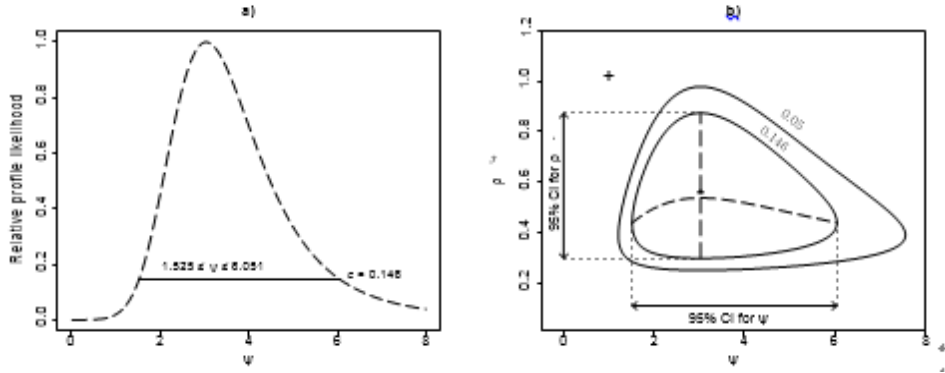 a)
Relative profile likelihood
1.0
0.8
0.6
0.4
0.2
0.0
1.525 ≤ ψ ≤ 6.051
c = 0.146
0 2 4 6 8
ψ
b)
1.2
1.0
0.8
0.6
0.4
0.2
ρ
95% CI for ρ
0.05
0.146
95% CI for ψ
0 2 4 6 8
ψ